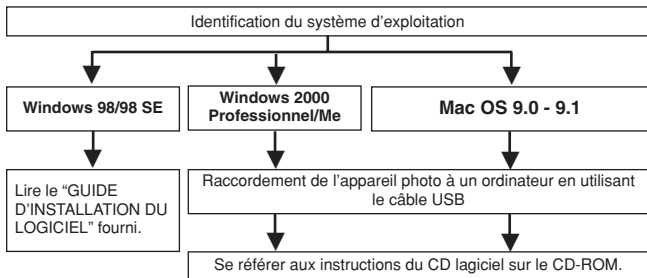 Identification du système d'exploitation
Windows 98/98 SE
Windows 2000
Professionnel/Me
Mac OS 9.0 - 9.1
Lire le “GUIDE
D'INSTALLATION DU
LOGICIEL” fourni.
Raccordement de l'appareil photo à un ordinateur en utilisant
le câble USB
Se référer aux instructions du CD lagiciel sur le CD-ROM.